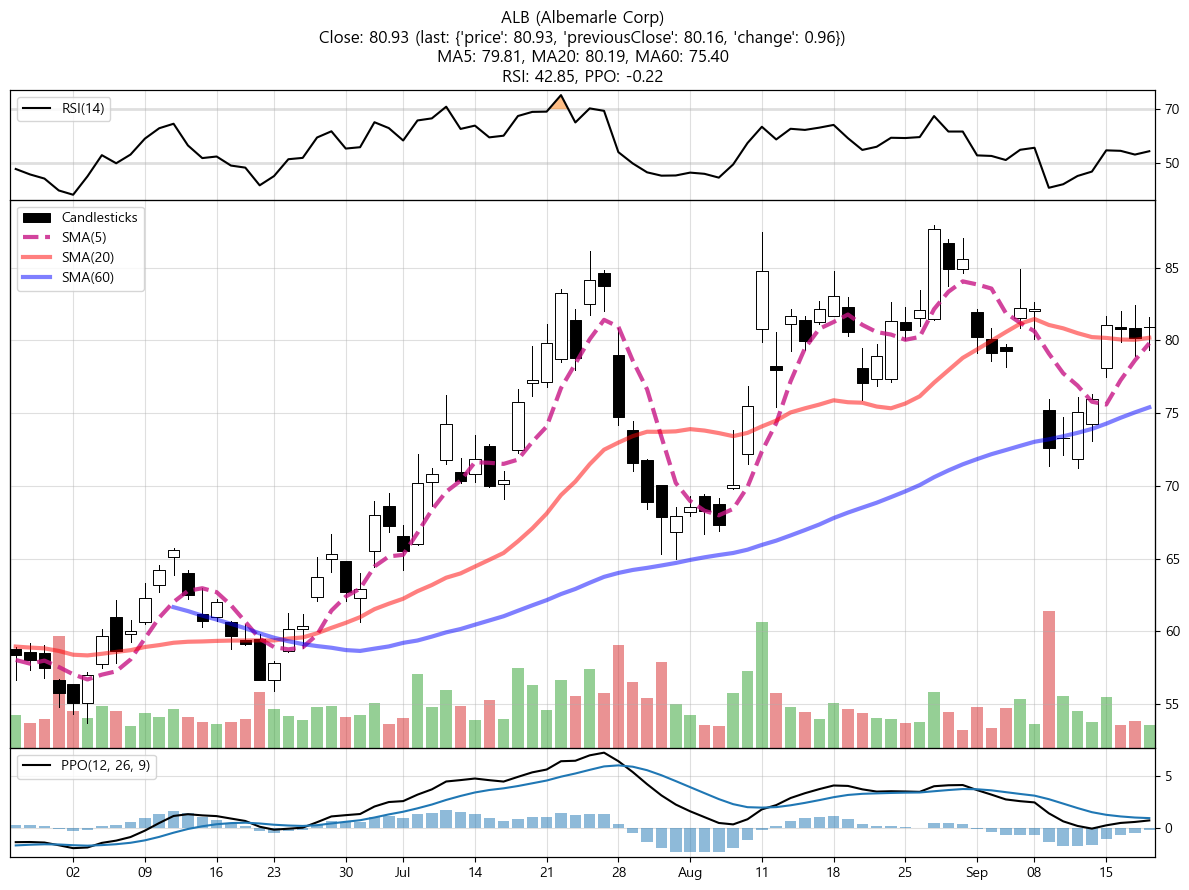 ALB (Albemarle Corp)
Close: 80.93 (last: {'price': 80.93, 'previousClose': 80.16, 'change': 0.96})
MA5: 79.81, MA20: 80.19, MA60: 75.40
RSI: 42.85, PPO: -0.22
RSI(14)
70
50
Candlesticks
SMA(5)
SMA(20)
SMA(60)
85
80
75
70
65
60
55
PPO(12, 26, 9)
5
0
02 09 16 23 30 Jul 14 21 28 Aug 11 18 25 Sep 08 15